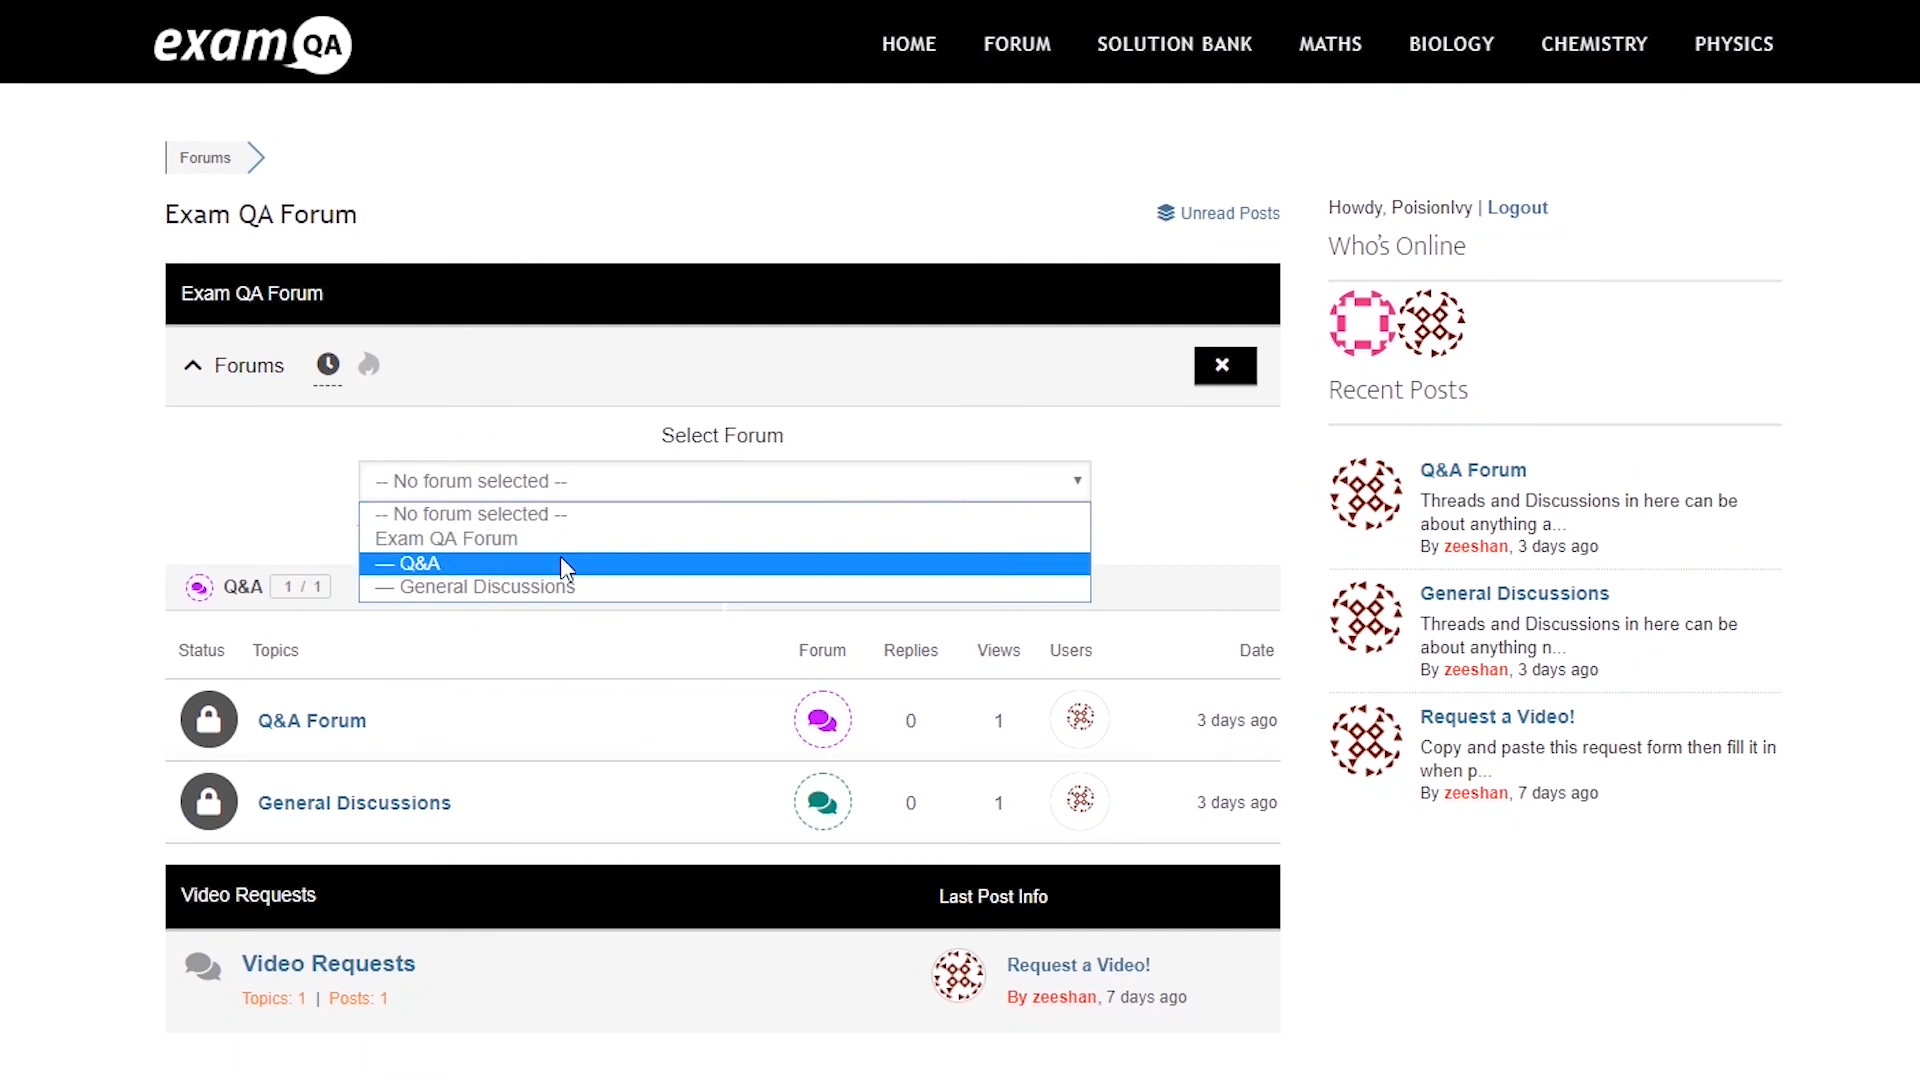 exam QA
HOME FORUM SOLUTION BANK MATHS BIOLOGY CHEMISTRY PHYSICS
Forums
Exam QA Forum
Unread Posts
Exam QA Forum
Forums
Select Forum
-- No forum selected --
-- No forum selected --
Exam QA Forum
— Q&A
— General Discussions
Q&A 1 / 1
Status Topics Forum Replies Views Users Date
Q&A Forum 0 1 3 days ago
General Discussions 0 1 3 days ago
Video Requests Last Post Info
Video Requests
Topics: 1 | Posts: 1
Request a Video!
By zeeshan, 7 days ago
Howdy, PoisionIvy | Logout
Who's Online
Recent Posts
Q&A Forum
Threads and Discussions in here can be
about anything a...
By zeeshan, 3 days ago
General Discussions
Threads and Discussions in here can be
about anything n...
By zeeshan, 3 days ago
Request a Video!
Copy and paste this request form then fill it in
when p...
By zeeshan, 7 days ago